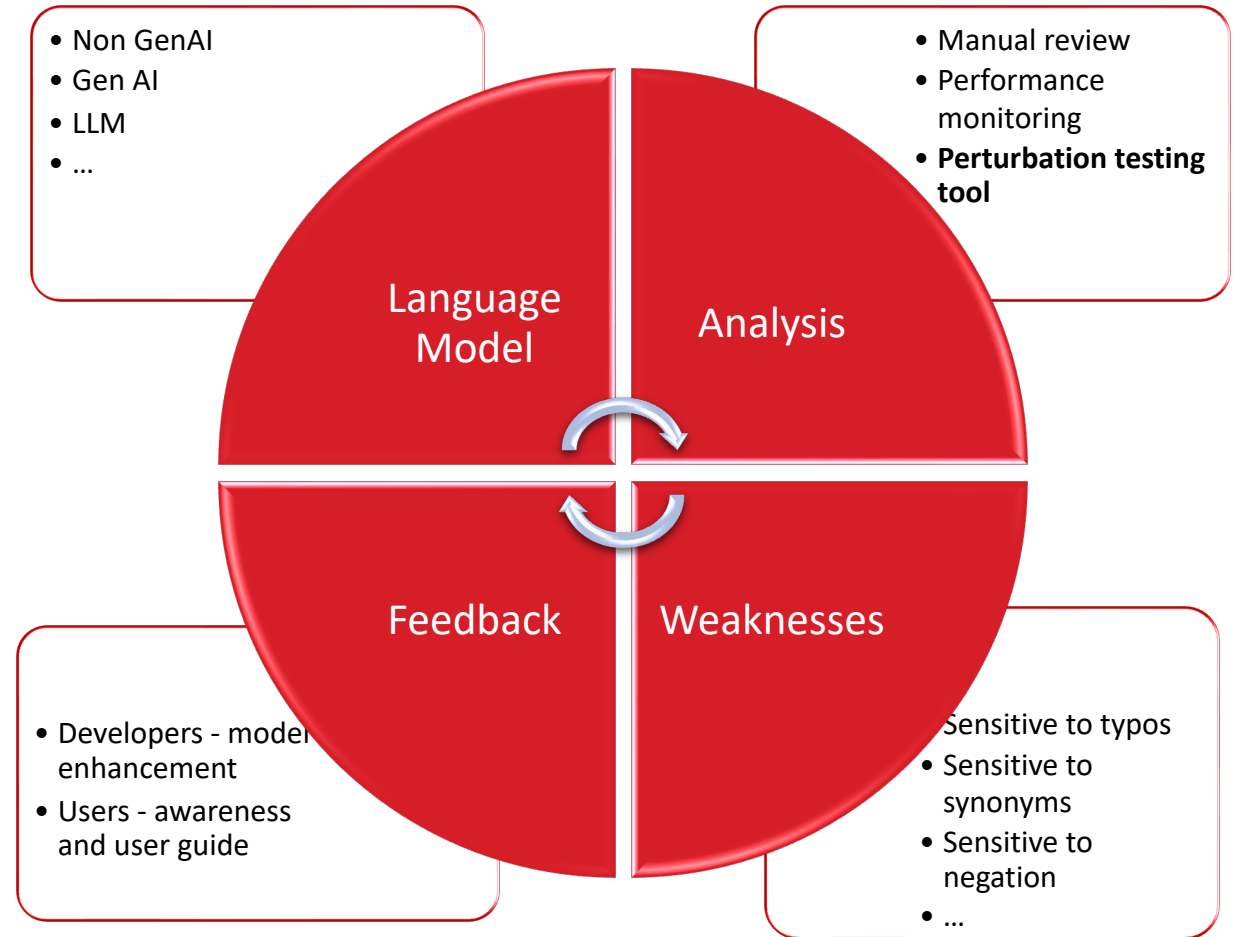 • Non GenAI
• Gen AI
• LLM
• ...
• Manual review
• Performance
monitoring
• Perturbation testing
tool
Language
Model
Analysis
Feedback
Weaknesses
• Developers - model
enhancement
• Users - awareness
and user guide
Sensitive to typos
• Sensitive to
synonyms
• Sensitive to
negation
• ...